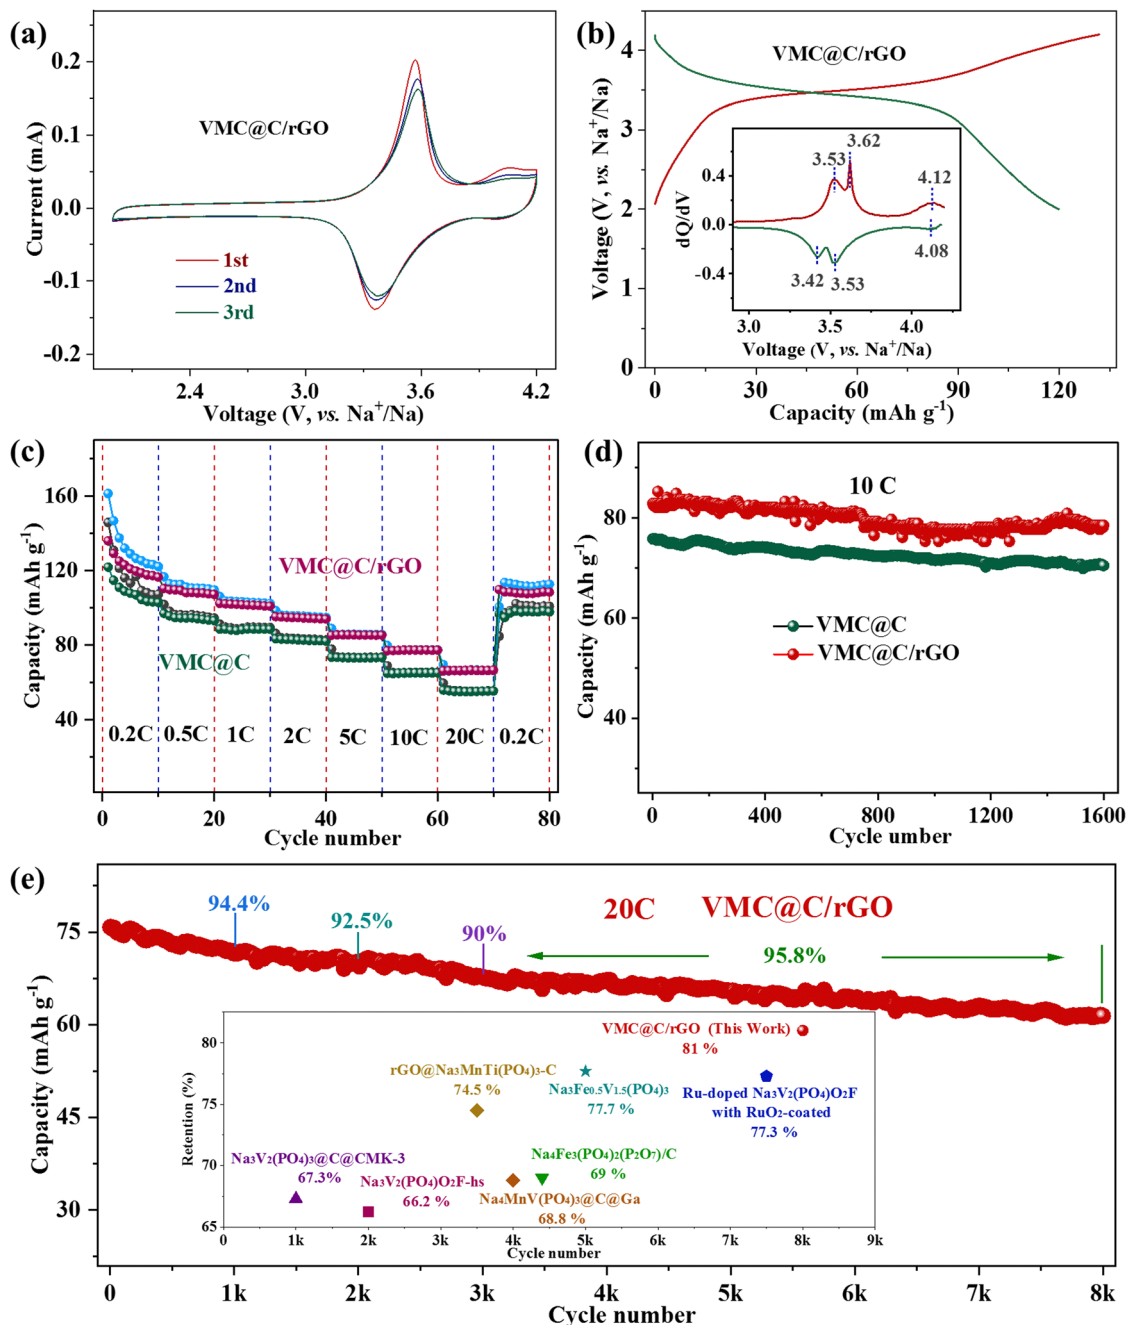 (a)
0.2
0.1
0.0
-0.1
-0.2
Current (mA)
VMC@C/rGO
1st
2nd
3rd
2.4
3.0
3.6
4.2
Voltage (V, vs. Na⁺/Na)
(b)
4
3
2
1
0
Voltage (V, vs. Na⁺/Na)
VMC@C/rGO
0.4
0.0
-0.4
dQ/dV
3.53
3.62
4.12
3.42
3.53
4.08
3.0
3.5
4.0
Voltage (V, vs. Na⁺/Na)
0
30
60
90
120
Capacity (mAh g⁻¹)
(c)
160
120
80
40
Capacity (mAh g⁻¹)
VMC@C/rGO
VMC@C
0.2C
0.5C
1C
2C
5C
10C
20C
0.2C
0
20
40
60
80
Cycle number
(d)
80
60
40
Capacity (mAh g⁻¹)
10 C
VMC@C
VMC@C/rGO
0
400
800
1200
1600
Cycle umber
(e)
75
60
45
30
Capacity (mAh g⁻¹)
94.4%
92.5%
90%
20C
VMC@C/rGO
95.8%
80
75
70
65
Retention (%)
VMC@C/rGO (This Work)
81 %
rGO@Na₃MnTi(PO₄)₃-C
74.5 %
Na₃Fe₀.₅V₁.₅(PO₄)₃
77.7 %
Ru-doped Na₃V₂(PO₄)O₂F
with RuO₂-coated
77.3 %
Na₃V₂(PO₄)₃@C@CMK-3
67.3%
Na₃V₂(PO₄)O₂F-hs
66.2 %
Na₄Fe₃(PO₄)₂(P₂O₇)/C
69 %
Na₄MnV(PO₄)₃@C@Ga
68.8 %
0
1k
2k
3k
4k
5k
6k
7k
8k
9k
Cycle number
0
1k
2k
3k
4k
5k
6k
7k
8k
Cycle number